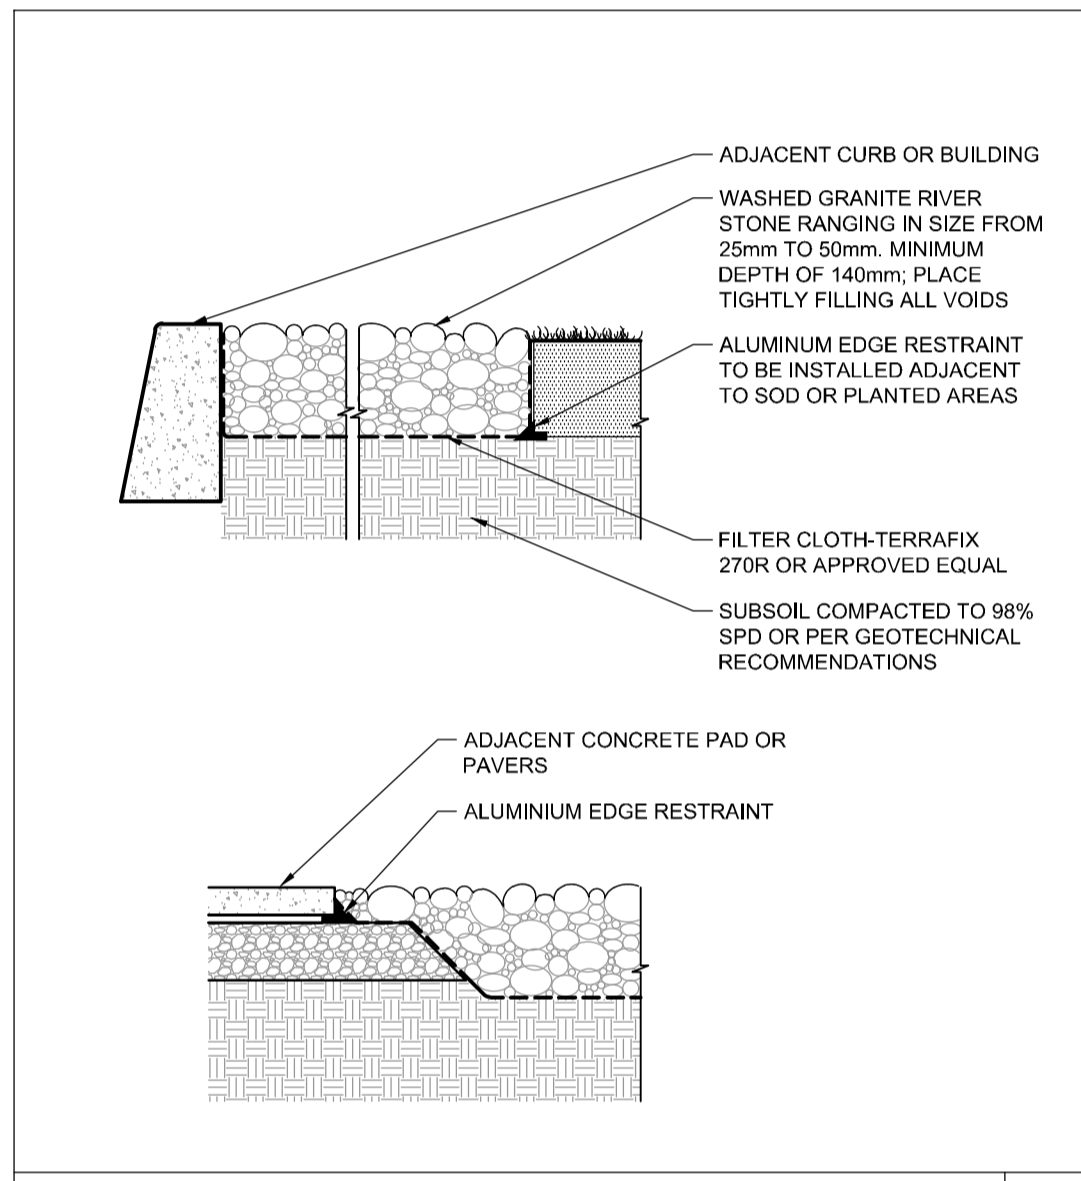 ADJACENT CURB OR BUILDING
WASHED GRANITE RIVER
STONE RANGING IN SIZE FROM
25mm TO 50mm. MINIMUM
DEPTH OF 140mm; PLACE
TIGHTLY FILLING ALL VOIDS
ALUMINUM EDGE RESTRAINT
TO BE INSTALLED ADJACENT
TO SOD OR PLANTED AREAS
FILTER CLOTH-TERRAFIX
270R OR APPROVED EQUAL
SUBSOIL COMPACTED TO 98%
SPD OR PER GEOTECHNICAL
RECOMMENDATIONS
ADJACENT CONCRETE PAD OR
PAVERS
ALUMINIUM EDGE RESTRAINT